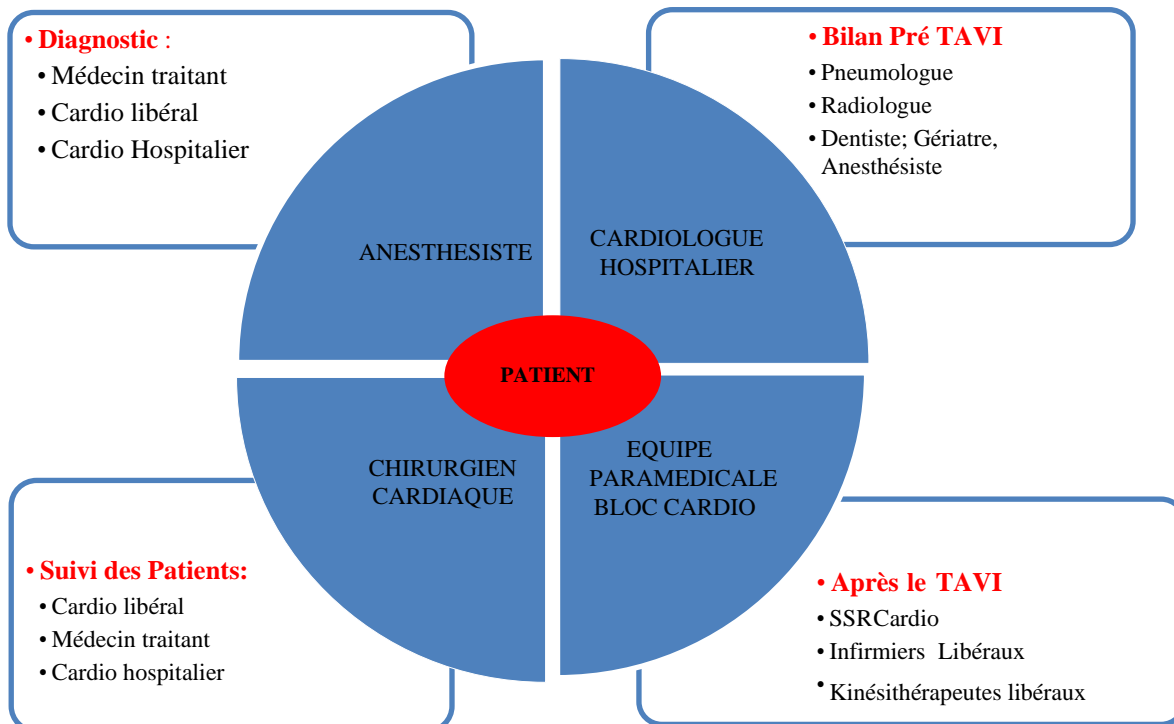 • Diagnostic :
• Médecin traitant
• Cardio libéral
• Cardio Hospitalier
• Bilan Pré TAVI
• Pneumologue
• Radiologue
• Dentiste; Gériatre,
Anesthésiste
ANESTHESISTE
CARDIOLOGUE
HOSPITALIER
PATIENT
CHIRURGIEN
CARDIAQUE
EQUIPE
PARAMEDICALE
BLOC CARDIO
• Suivi des Patients:
• Cardio libéral
• Médecin traitant
• Cardio hospitalier
• Après le TAVI
• SSRCardio
• Infirmiers Libéraux
• Kinésithérapeutes libéraux